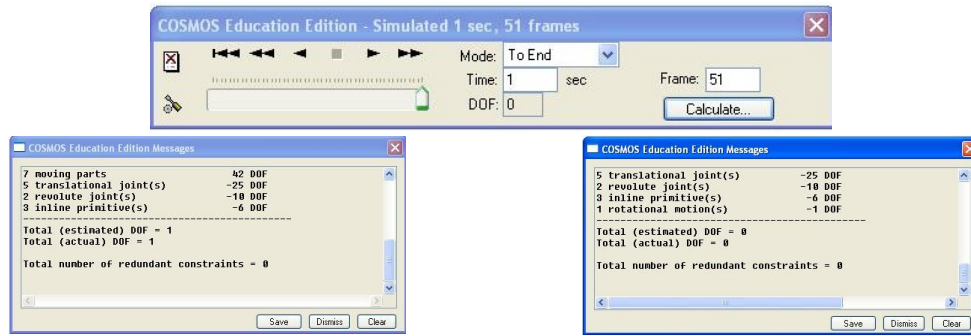 COSMOS Education Edition - Simulated 1 sec, 51 frames
Mode: To End
Time: 1 sec Frame: 51
DOF: 0 Calculate...
COSMOS Education Edition Messages
7 moving parts 42 DOF
5 translational joint(s) -25 DOF
2 revolute joint(s) -10 DOF
3 inline primitive(s) -6 DOF
Total (estimated) DOF = 1
Total (actual) DOF = 1
Total number of redundant constraints = 0
Save Dismiss Clear
COSMOS Education Edition Messages
5 translational joint(s) -25 DOF
2 revolute joint(s) -10 DOF
3 inline primitive(s) -6 DOF
1 rotational motion(s) -1 DOF
Total (estimated) DOF = 0
Total (actual) DOF = 0
Total number of redundant constraints = 0
Save Dismiss Clear